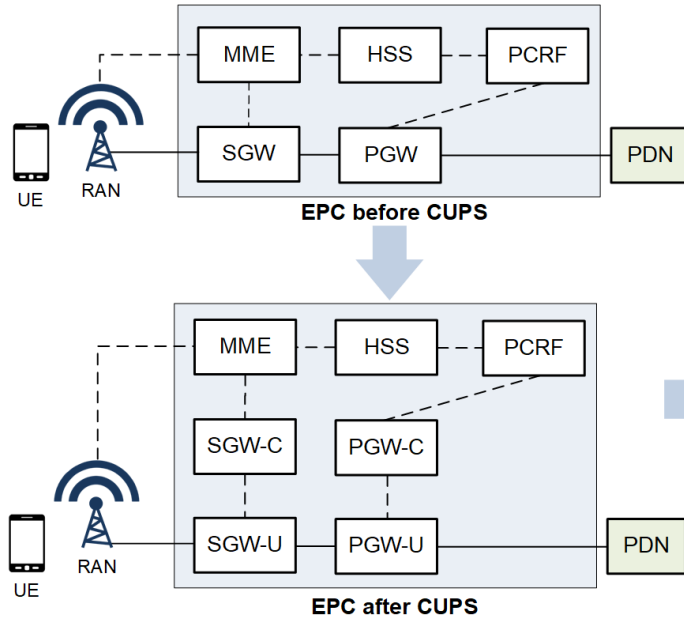 MME
HSS
PCRF
SGW
PGW
PDN
UE
RAN
EPC before CUPS
MME
HSS
PCRF
SGW-C
PGW-C
SGW-U
PGW-U
PDN
UE
RAN
EPC after CUPS